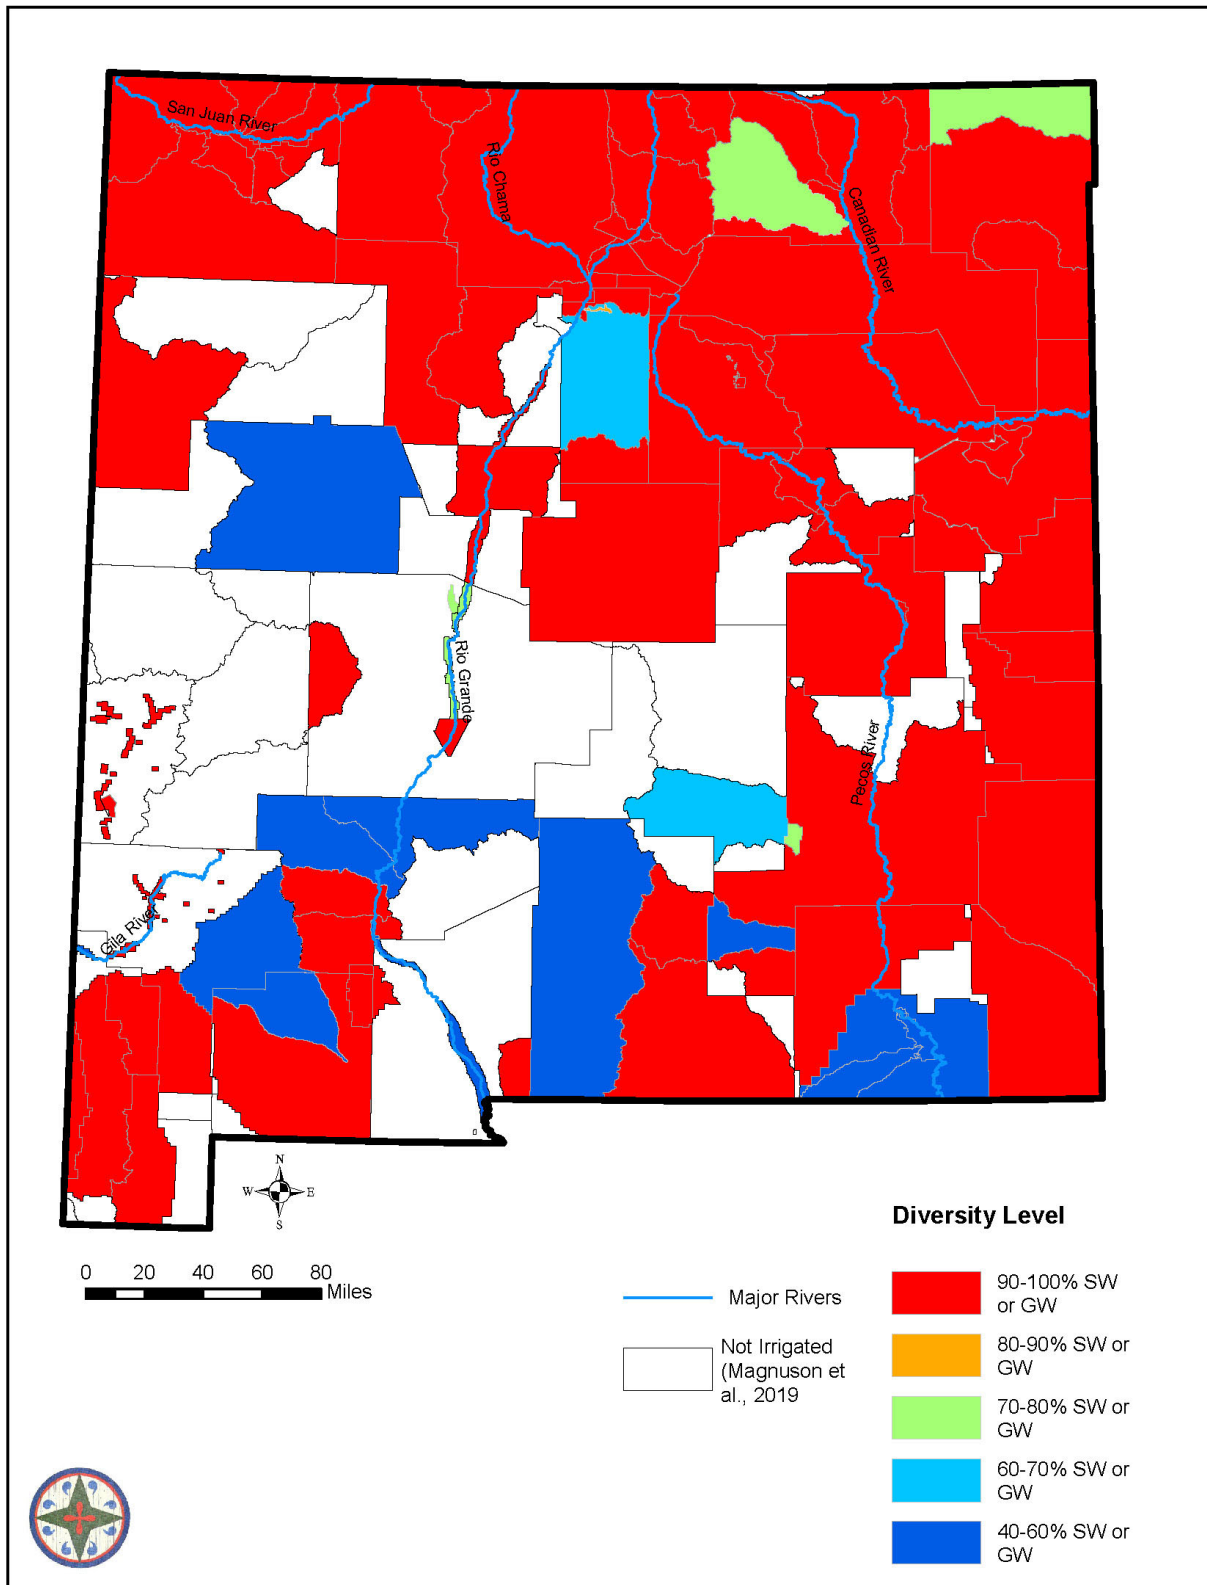 San Juan River
Rio Chama
Canadian River
Rio Grande
Pecos River
Gila River
N
W
E
S
0 20 40 60 80
Miles
Major Rivers
Not Irrigated
(Magnuson et
al., 2019
Diversity Level
90-100% SW
or GW
80-90% SW or
GW
70-80% SW or
GW
60-70% SW or
GW
40-60% SW or
GW